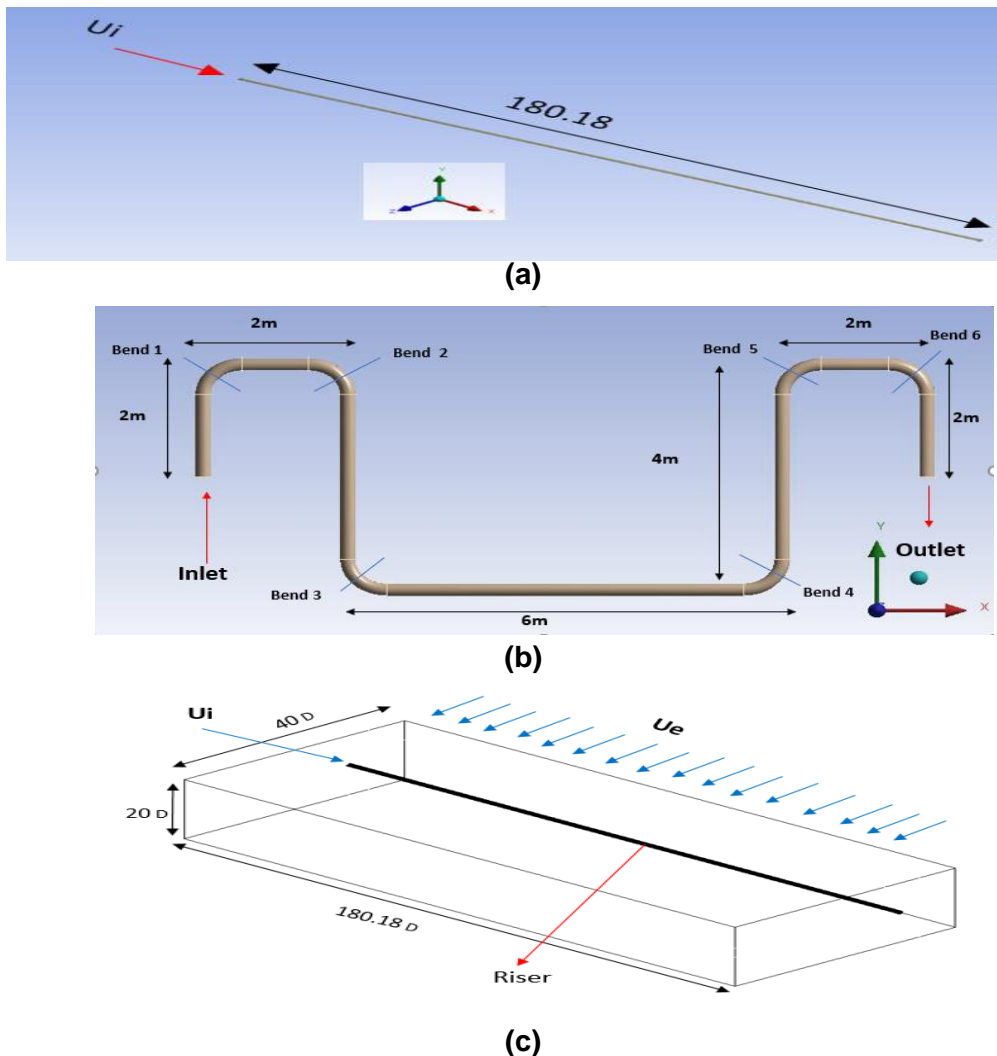 Ui
180.18
Y
Z
X
(a)
2m
2m
Bend 1
Bend 2
Bend 5
Bend 6
2m
4m
2m
Y
Inlet
Outlet
Bend 3
Bend 4
X
6m
(b)
Ui
40 D
Ue
20 D
180.18 D
Riser
(c)